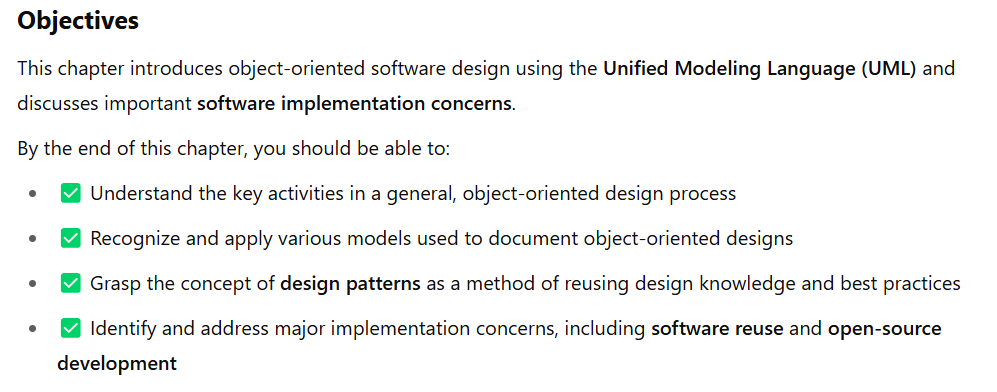 Objectives
This chapter introduces object-oriented software design using the Unified Modeling Language (UML) and
discusses important software implementation concerns.
By the end of this chapter, you should be able to:
• ✅ Understand the key activities in a general, object-oriented design process
• ✅ Recognize and apply various models used to document object-oriented designs
• ✅ Grasp the concept of design patterns as a method of reusing design knowledge and best practices
• ✅ Identify and address major implementation concerns, including software reuse and open-source
development